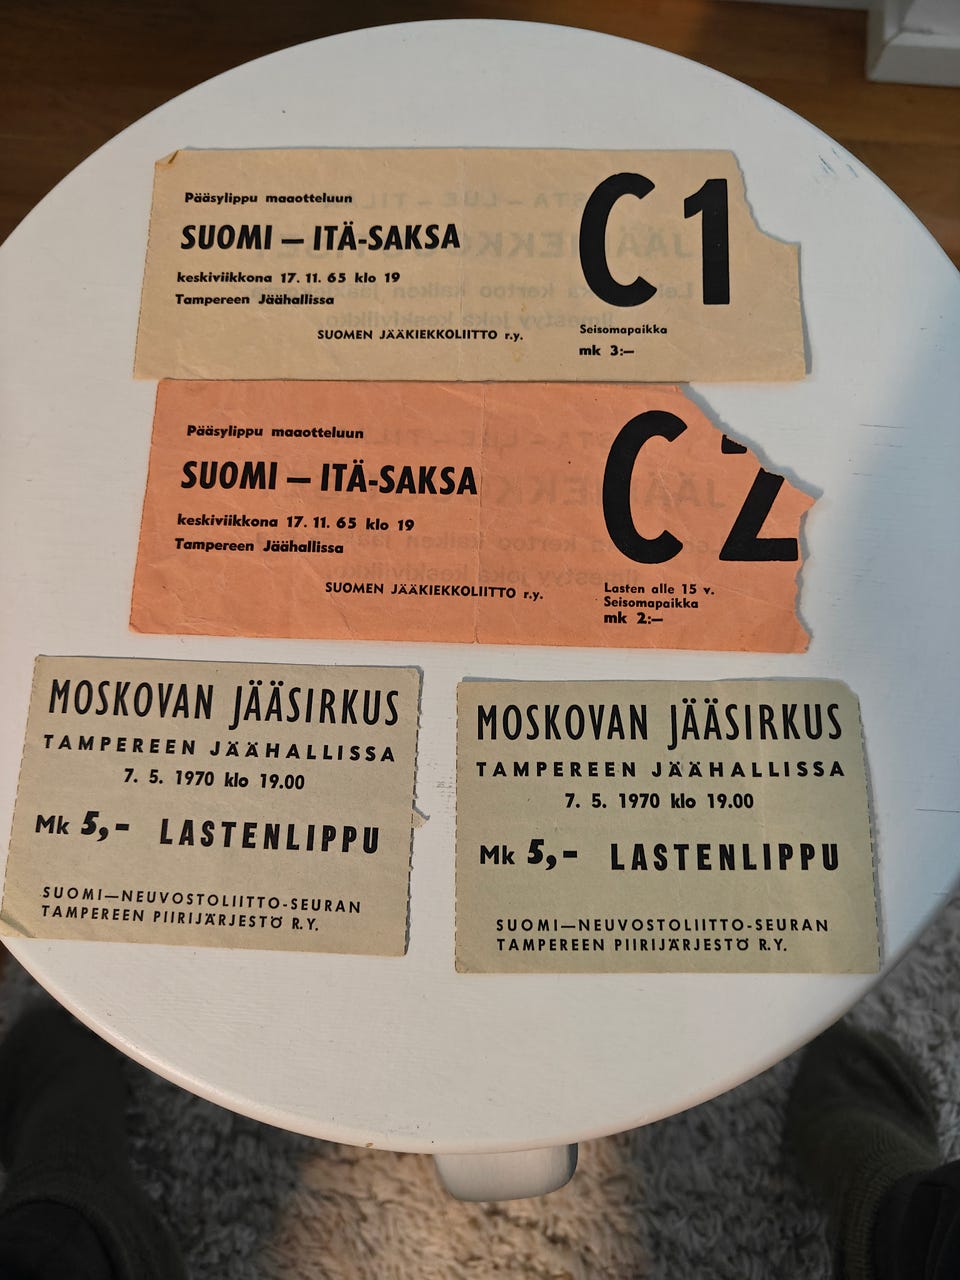 Pääsylippu maaotteluun
SUOMI – ITÄ-SAKSA
keskiviikkona 17. 11. 65 klo 19
Tampereen Jäähallissa
SUOMEN JÄÄKIEKKOLIITTO r.y.
C1
Seisomapaikka
mk 3:–
Pääsylippu maaotteluun
SUOMI – ITÄ-SAKSA
keskiviikkona 17. 11. 65 klo 19
Tampereen Jäähallissa
SUOMEN JÄÄKIEKKOLIITTO r.y.
C2
Lasten alle 15 v.
Seisomapaikka
mk 2:–
MOSKOVAN JÄÄSIRKUS
TAMPEREEN JÄÄHALLISSA
7. 5. 1970 klo 19.00
Mk 5,- LASTENLIPPU
SUOMI—NEUVOSTOLIITTO-SEURAN
TAMPEREEN PIIRIJÄRJESTÖ R.Y.
MOSKOVAN JÄÄSIRKUS
TAMPEREEN JÄÄHALLISSA
7. 5. 1970 klo 19.00
Mk 5,- LASTENLIPPU
SUOMI—NEUVOSTOLIITTO-SEURAN
TAMPEREEN PIIRIJÄRJESTÖ R.Y.